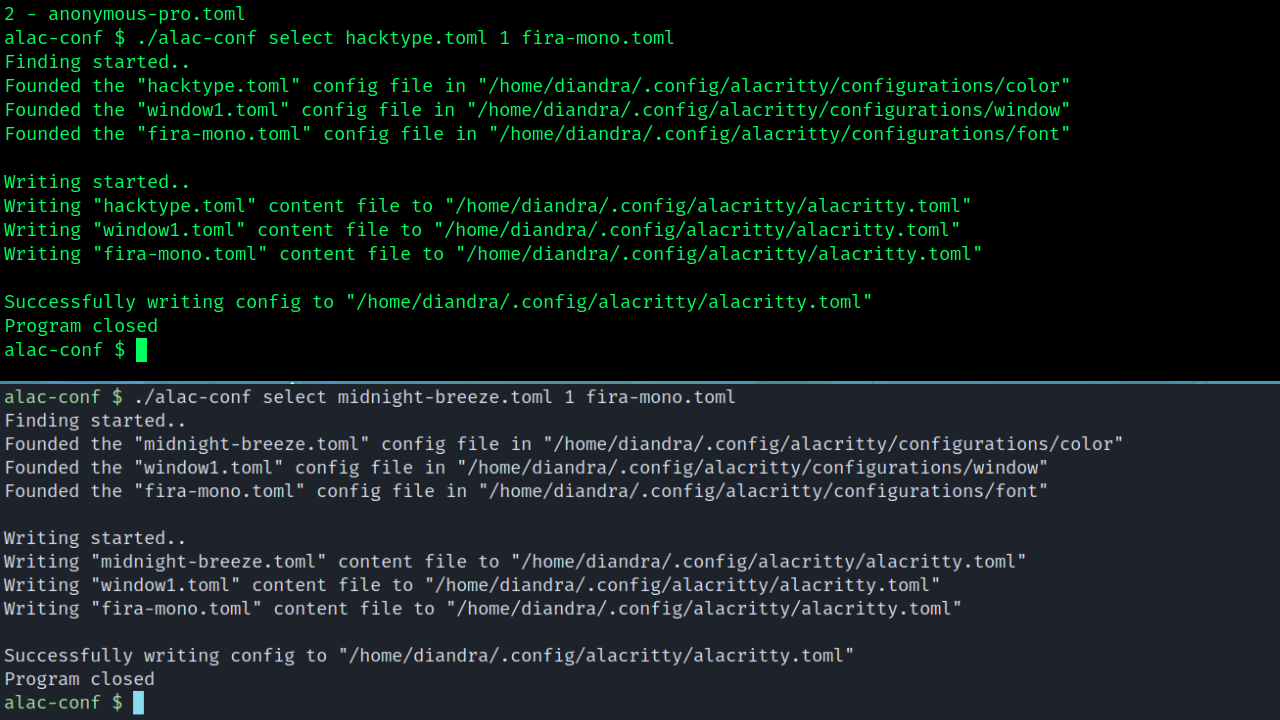 2 - anonymous-pro.toml
alac-conf $ ./alac-conf select hacktype.toml 1 fira-mono.toml
Finding started..
Founded the "hacktype.toml" config file in "/home/diandra/.config/alacritty/configurations/color"
Founded the "window1.toml" config file in "/home/diandra/.config/alacritty/configurations/window"
Founded the "fira-mono.toml" config file in "/home/diandra/.config/alacritty/configurations/font"
Writing started..
Writing "hacktype.toml" content file to "/home/diandra/.config/alacritty/alacritty.toml"
Writing "window1.toml" content file to "/home/diandra/.config/alacritty/alacritty.toml"
Writing "fira-mono.toml" content file to "/home/diandra/.config/alacritty/alacritty.toml"
Successfully writing config to "/home/diandra/.config/alacritty/alacritty.toml"
Program closed
alac-conf $
alac-conf $ ./alac-conf select midnight-breeze.toml 1 fira-mono.toml
Finding started..
Founded the "midnight-breeze.toml" config file in "/home/diandra/.config/alacritty/configurations/color"
Founded the "window1.toml" config file in "/home/diandra/.config/alacritty/configurations/window"
Founded the "fira-mono.toml" config file in "/home/diandra/.config/alacritty/configurations/font"
Writing started..
Writing "midnight-breeze.toml" content file to "/home/diandra/.config/alacritty/alacritty.toml"
Writing "window1.toml" content file to "/home/diandra/.config/alacritty/alacritty.toml"
Writing "fira-mono.toml" content file to "/home/diandra/.config/alacritty/alacritty.toml"
Successfully writing config to "/home/diandra/.config/alacritty/alacritty.toml"
Program closed
alac-conf $